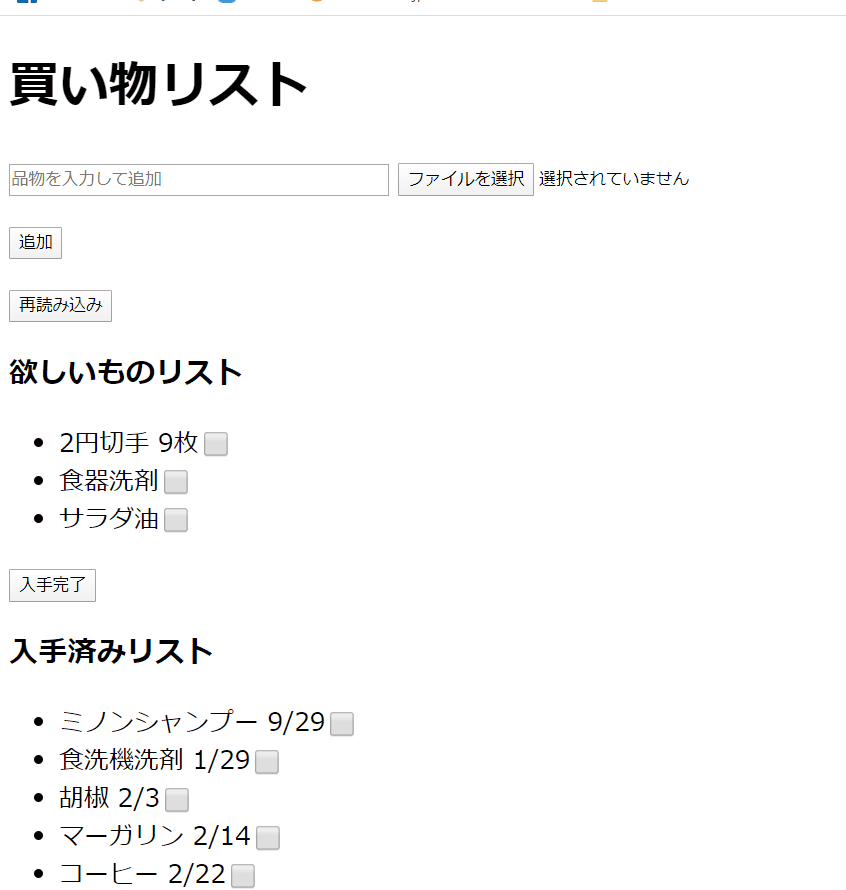 買い物リスト
品物を入力して追加 ファイルを選択 選択されていません
追加
再読み込み
欲しいものリスト
2円切手 9枚
食器洗剤
サラダ油
入手完了
入手済みリスト
ミノンシャンプー 9/29
食洗機洗剤 1/29
胡椒 2/3
マーガリン 2/14
コーヒー 2/22